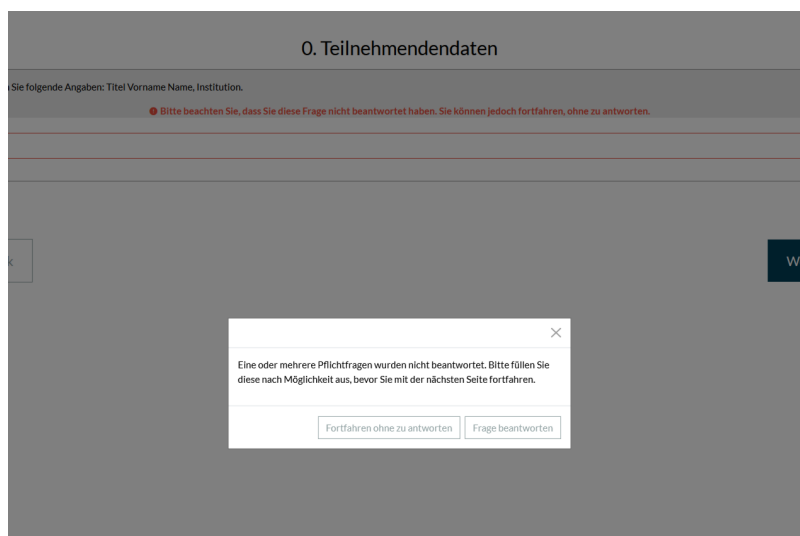 0. Teilnehmendendaten
Sie folgende Angaben: Titel Vorname Name, Institution.
Bitte beachten Sie, dass Sie diese Frage nicht beantwortet haben. Sie können jedoch fortfahren, ohne zu antworten.
k
W
Eine oder mehrere Pflichtfragen wurden nicht beantwortet. Bitte füllen Sie
diese nach Möglichkeit aus, bevor Sie mit der nächsten Seite fortfahren.
Fortfahren ohne zu antworten Frage beantworten